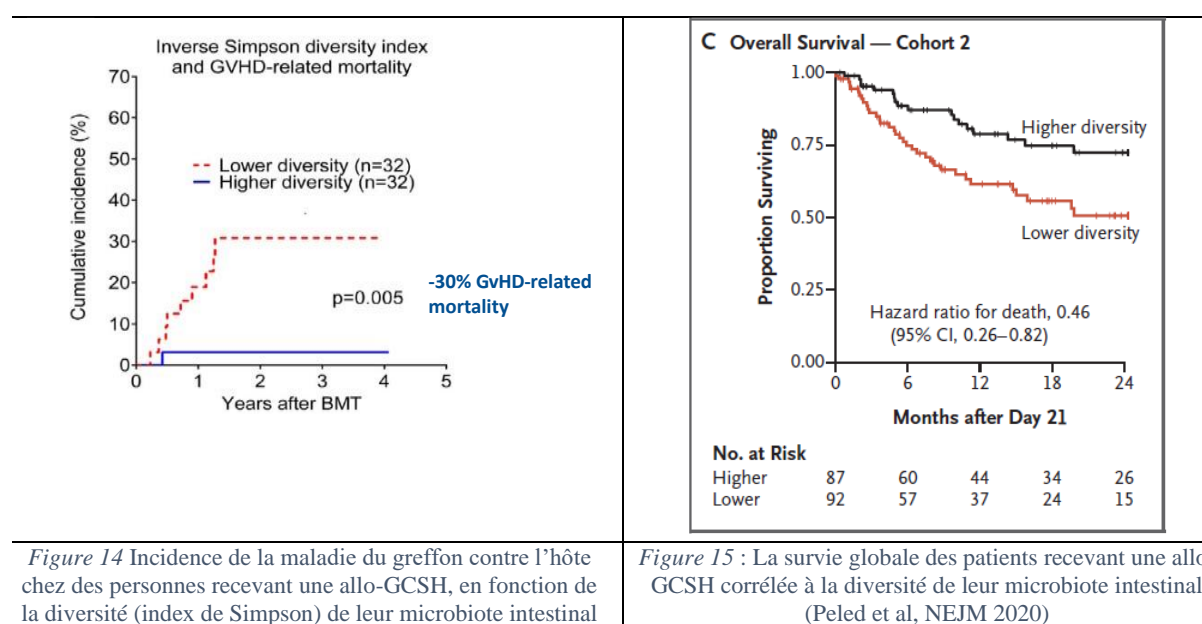 Inverse Simpson diversity index
and GVHD-related mortality
70
60
50
40
30
20
10
0
Cumulative incidence (%)
Lower diversity (n=32)
Higher diversity (n=32)
p=0.005
0 1 2 3 4 5
Years after BMT
-30% GvHD-related
mortality
Figure 14 Incidence de la maladie du greffon contre l’hôte
chez des personnes recevant une allo-GCSH, en fonction de
la diversité (index de Simpson) de leur microbiote intestinal
C Overall Survival — Cohort 2
1.00
0.75
0.50
0.25
0.00
Proportion Surviving
Higher diversity
Lower diversity
Hazard ratio for death, 0.46
(95% CI, 0.26–0.82)
0 6 12 18 24
Months after Day 21
No. at Risk
Higher 87 60 44 34 26
Lower 92 57 37 24 15
Figure 15 : La survie globale des patients recevant une allo
GCSH corrélée à la diversité de leur microbiote intestinal
(Peled et al, NEJM 2020)